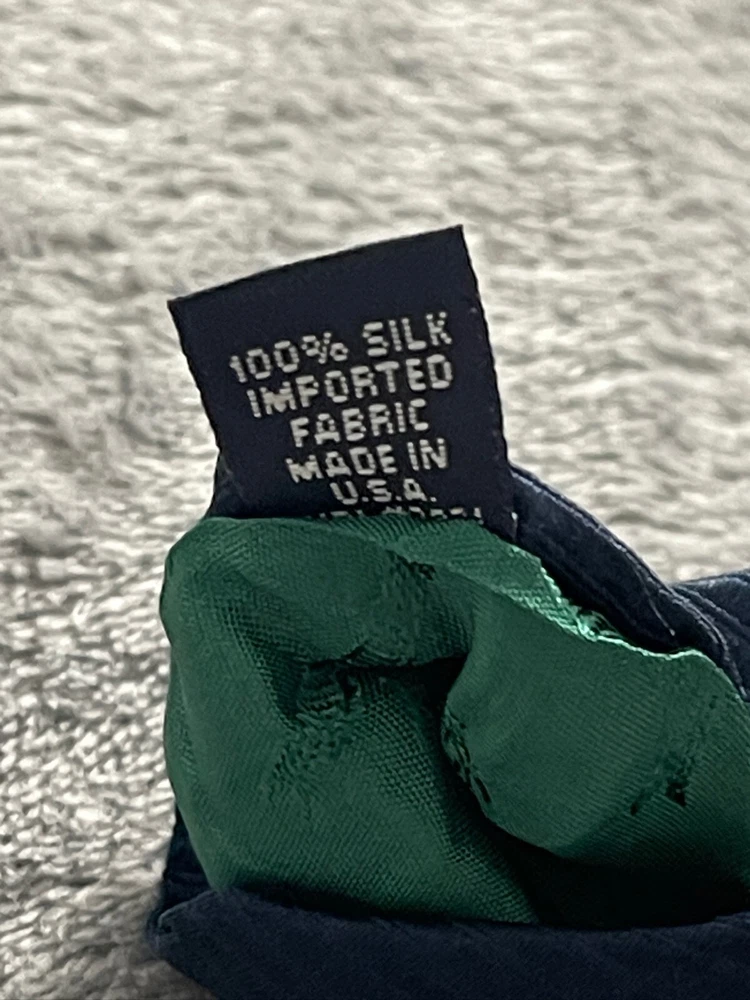 100% SILK
IMPORTED
FABRIC
MADE IN
U.S.A.